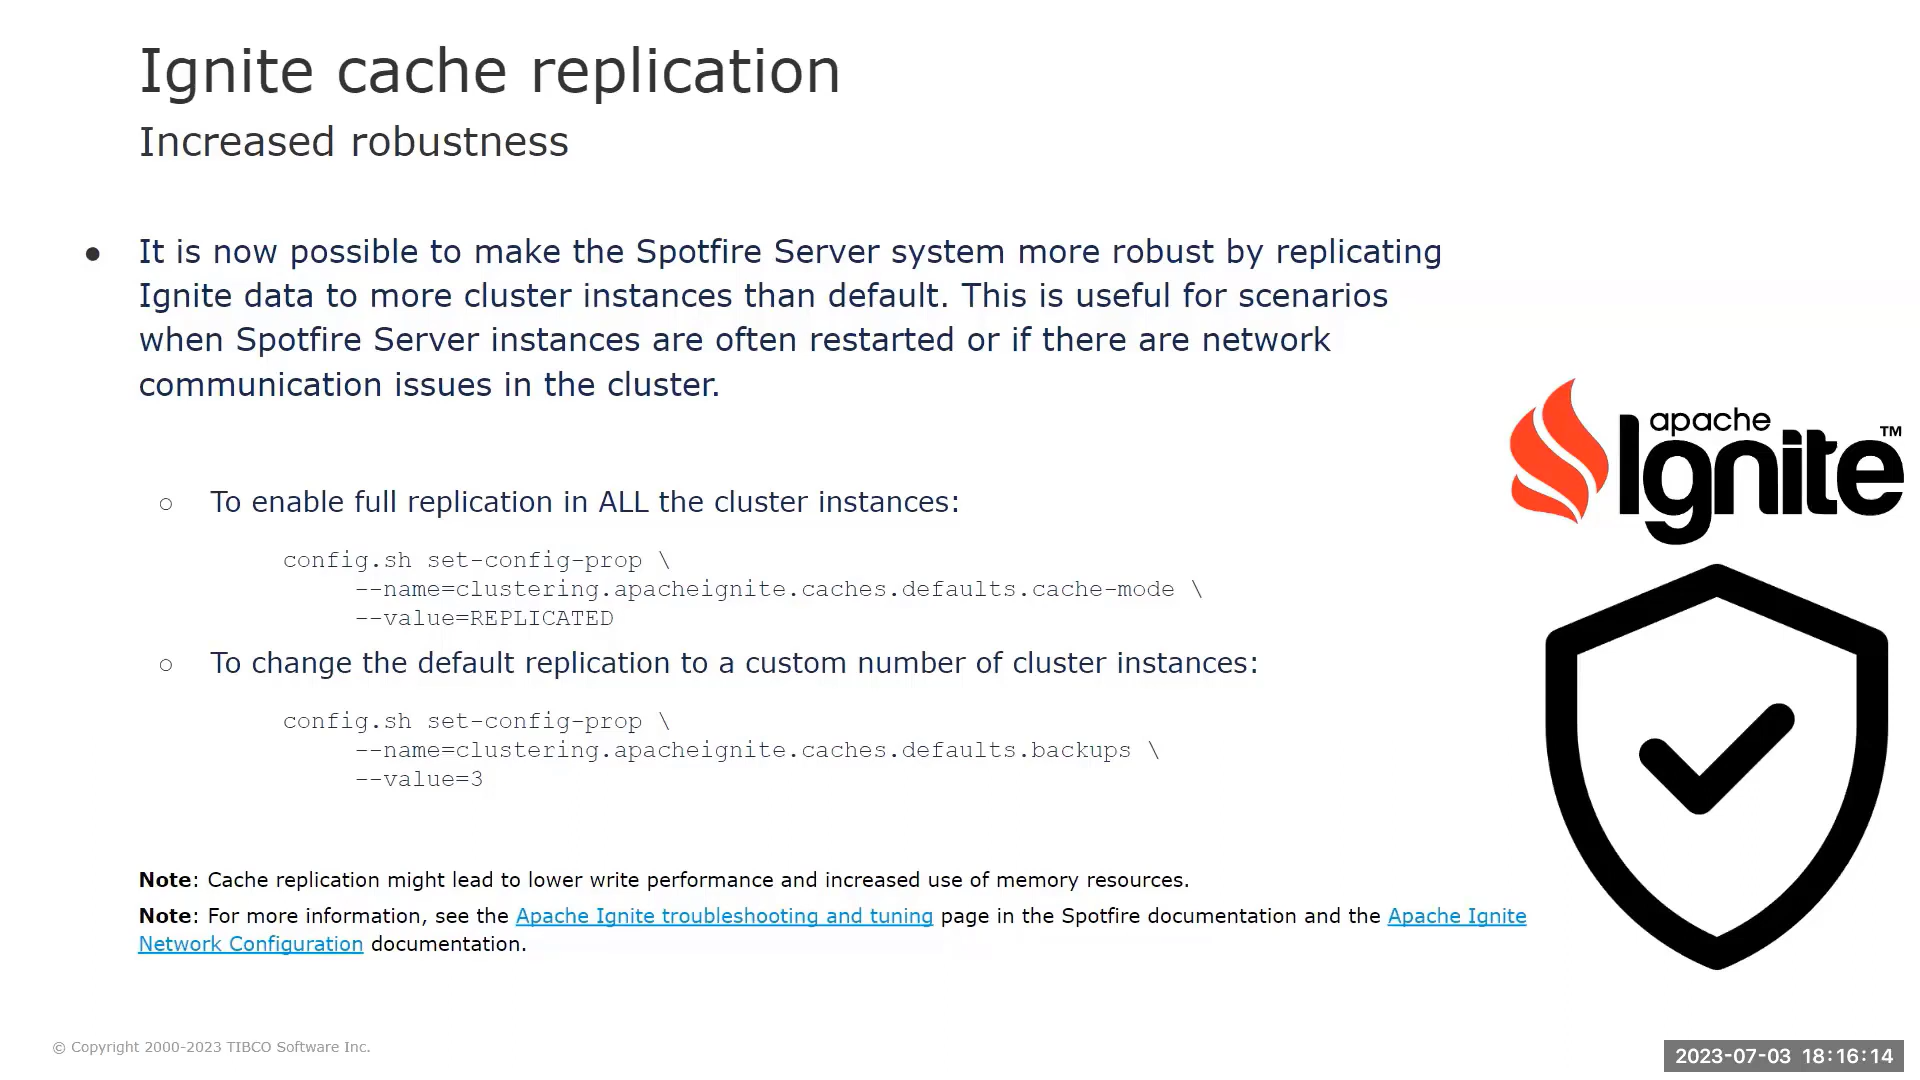 Ignite cache replication
Increased robustness
● It is now possible to make the Spotfire Server system more robust by replicating
Ignite data to more cluster instances than default. This is useful for scenarios
when Spotfire Server instances are often restarted or if there are network
communication issues in the cluster.
apache
Ignite™
○ To enable full replication in ALL the cluster instances:
config.sh set-config-prop \
--name=clustering.apacheignite.caches.defaults.cache-mode \
--value=REPLICATED
○ To change the default replication to a custom number of cluster instances:
config.sh set-config-prop \
--name=clustering.apacheignite.caches.defaults.backups \
--value=3
Note: Cache replication might lead to lower write performance and increased use of memory resources.
Note: For more information, see the Apache Ignite troubleshooting and tuning page in the Spotfire documentation and the Apache Ignite
Network Configuration documentation.
© Copyright 2000-2023 TIBCO Software Inc.
2023-07-03 18:16:14